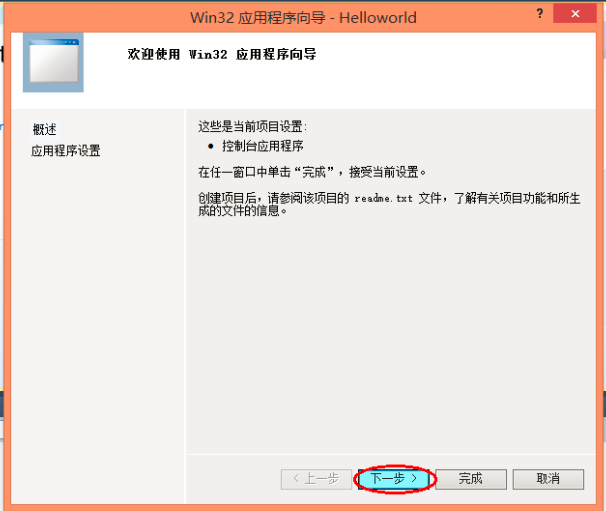 Win32 应用程序向导 - Helloworld
? ×
欢迎使用 Win32 应用程序向导
概述
应用程序设置
这些是当前项目设置:
• 控制台应用程序
在任一窗口中单击“完成”，接受当前设置。
创建项目后，请参阅该项目的 readme.txt 文件，了解有关项目功能和所生
成的文件的信息。
< 上一步
下一步 >
完成
取消